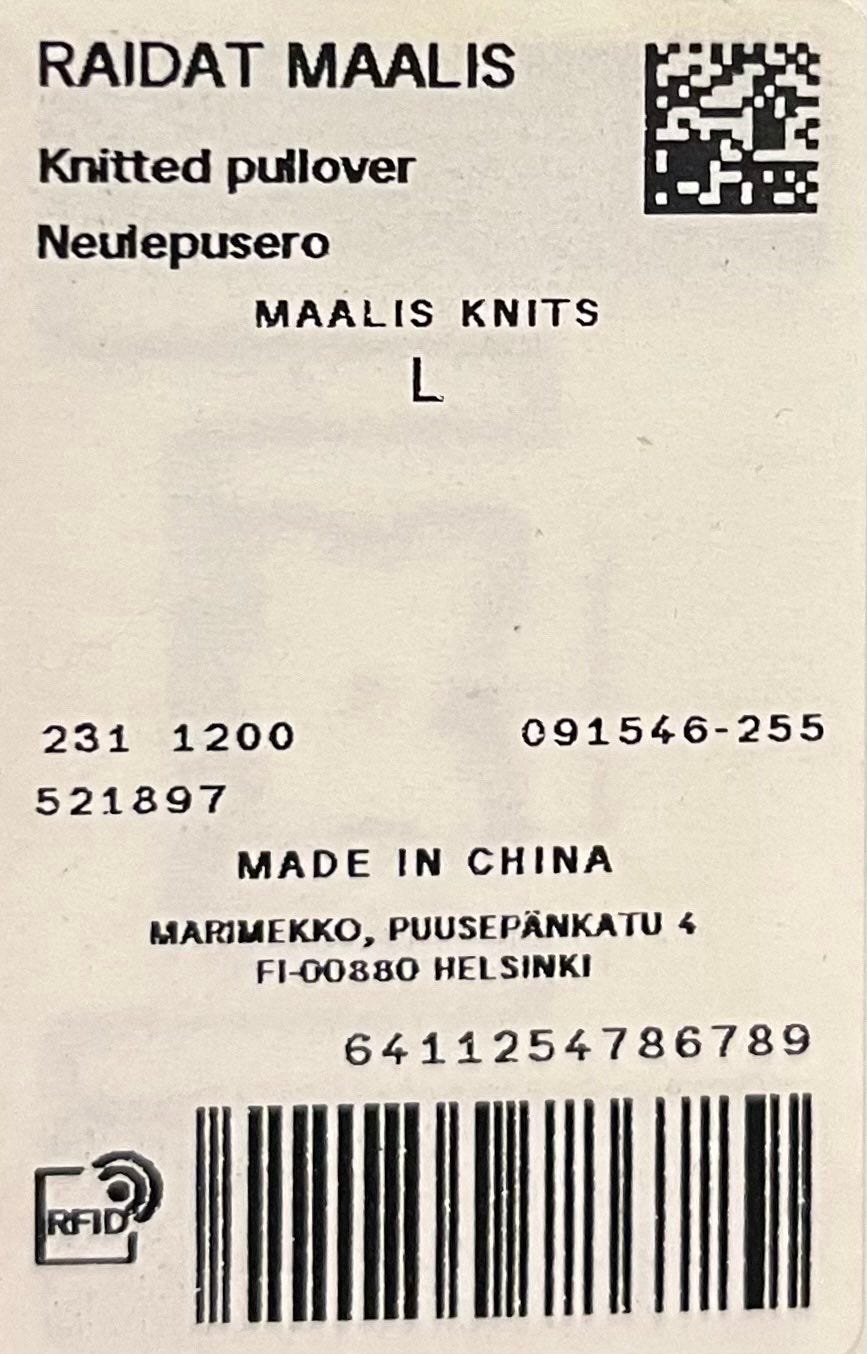 RAIDAT MAALIS
Knitted pullover
Neulepusero
MAALIS KNITS
L
231 1200 091546-255
521897
MADE IN CHINA
MARIMEKKO, PUUSEPÄNKATU 4
FI-00880 HELSINKI
6411254786789
RFID